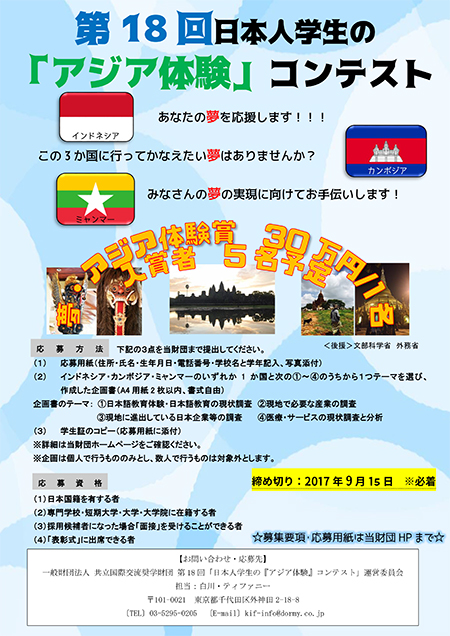 第18回日本人学生の
「アジア体験」コンテスト
あなたの夢を応援します！！！
インドネシア
この3か国に行ってかなえたい夢はありませんか？
カンボジア
みなさんの夢の実現に向けてお手伝いします！
ミャンマー
アジア体験賞 30万円/1名
入賞者 5名予定
＜後援＞文部科学省 外務省
応募方法 下記の3点を当財団まで提出してください。
(1) 応募用紙(住所・氏名・生年月日・電話番号・学校名と学年記入、写真添付)
(2) インドネシア・カンボジア・ミャンマーのいずれか1か国と次の①～④のうちから1つテーマを選び、
作成した企画書(A4用紙2枚以内、書式自由)
企画書のテーマ: ①日本語教育体験・日本語教育の現状調査 ②現地で必要な産業の調査
③現地に進出している日本企業等の調査 ④医療・サービスの現状調査と分析
(3) 学生証のコピー(応募用紙に添付)
※詳細は当財団ホームページをご確認ください。
※企画は個人で行うもののみとし、数人で行うものは対象外とします。
応募資格
締め切り：2017年9月15日 ※必着
(1)日本国籍を有する者
(2)専門学校・短期大学・大学・大学院に在籍する者
(3)採用候補者になった場合「面接」を受けることができる者
(4)「表彰式」に出席できる者
☆募集要項・応募用紙は当財団HPまで☆
【お問い合わせ・応募先】
一般財団法人 共立国際交流奨学財団 第18回「日本人学生の『アジア体験』コンテスト」運営委員会
担当：白川・ティファニー
〒101-0021 東京都千代田区外神田2-18-8
〔TEL〕03-5295-0205 〔E-mail〕kif-info@dormy.co.jp